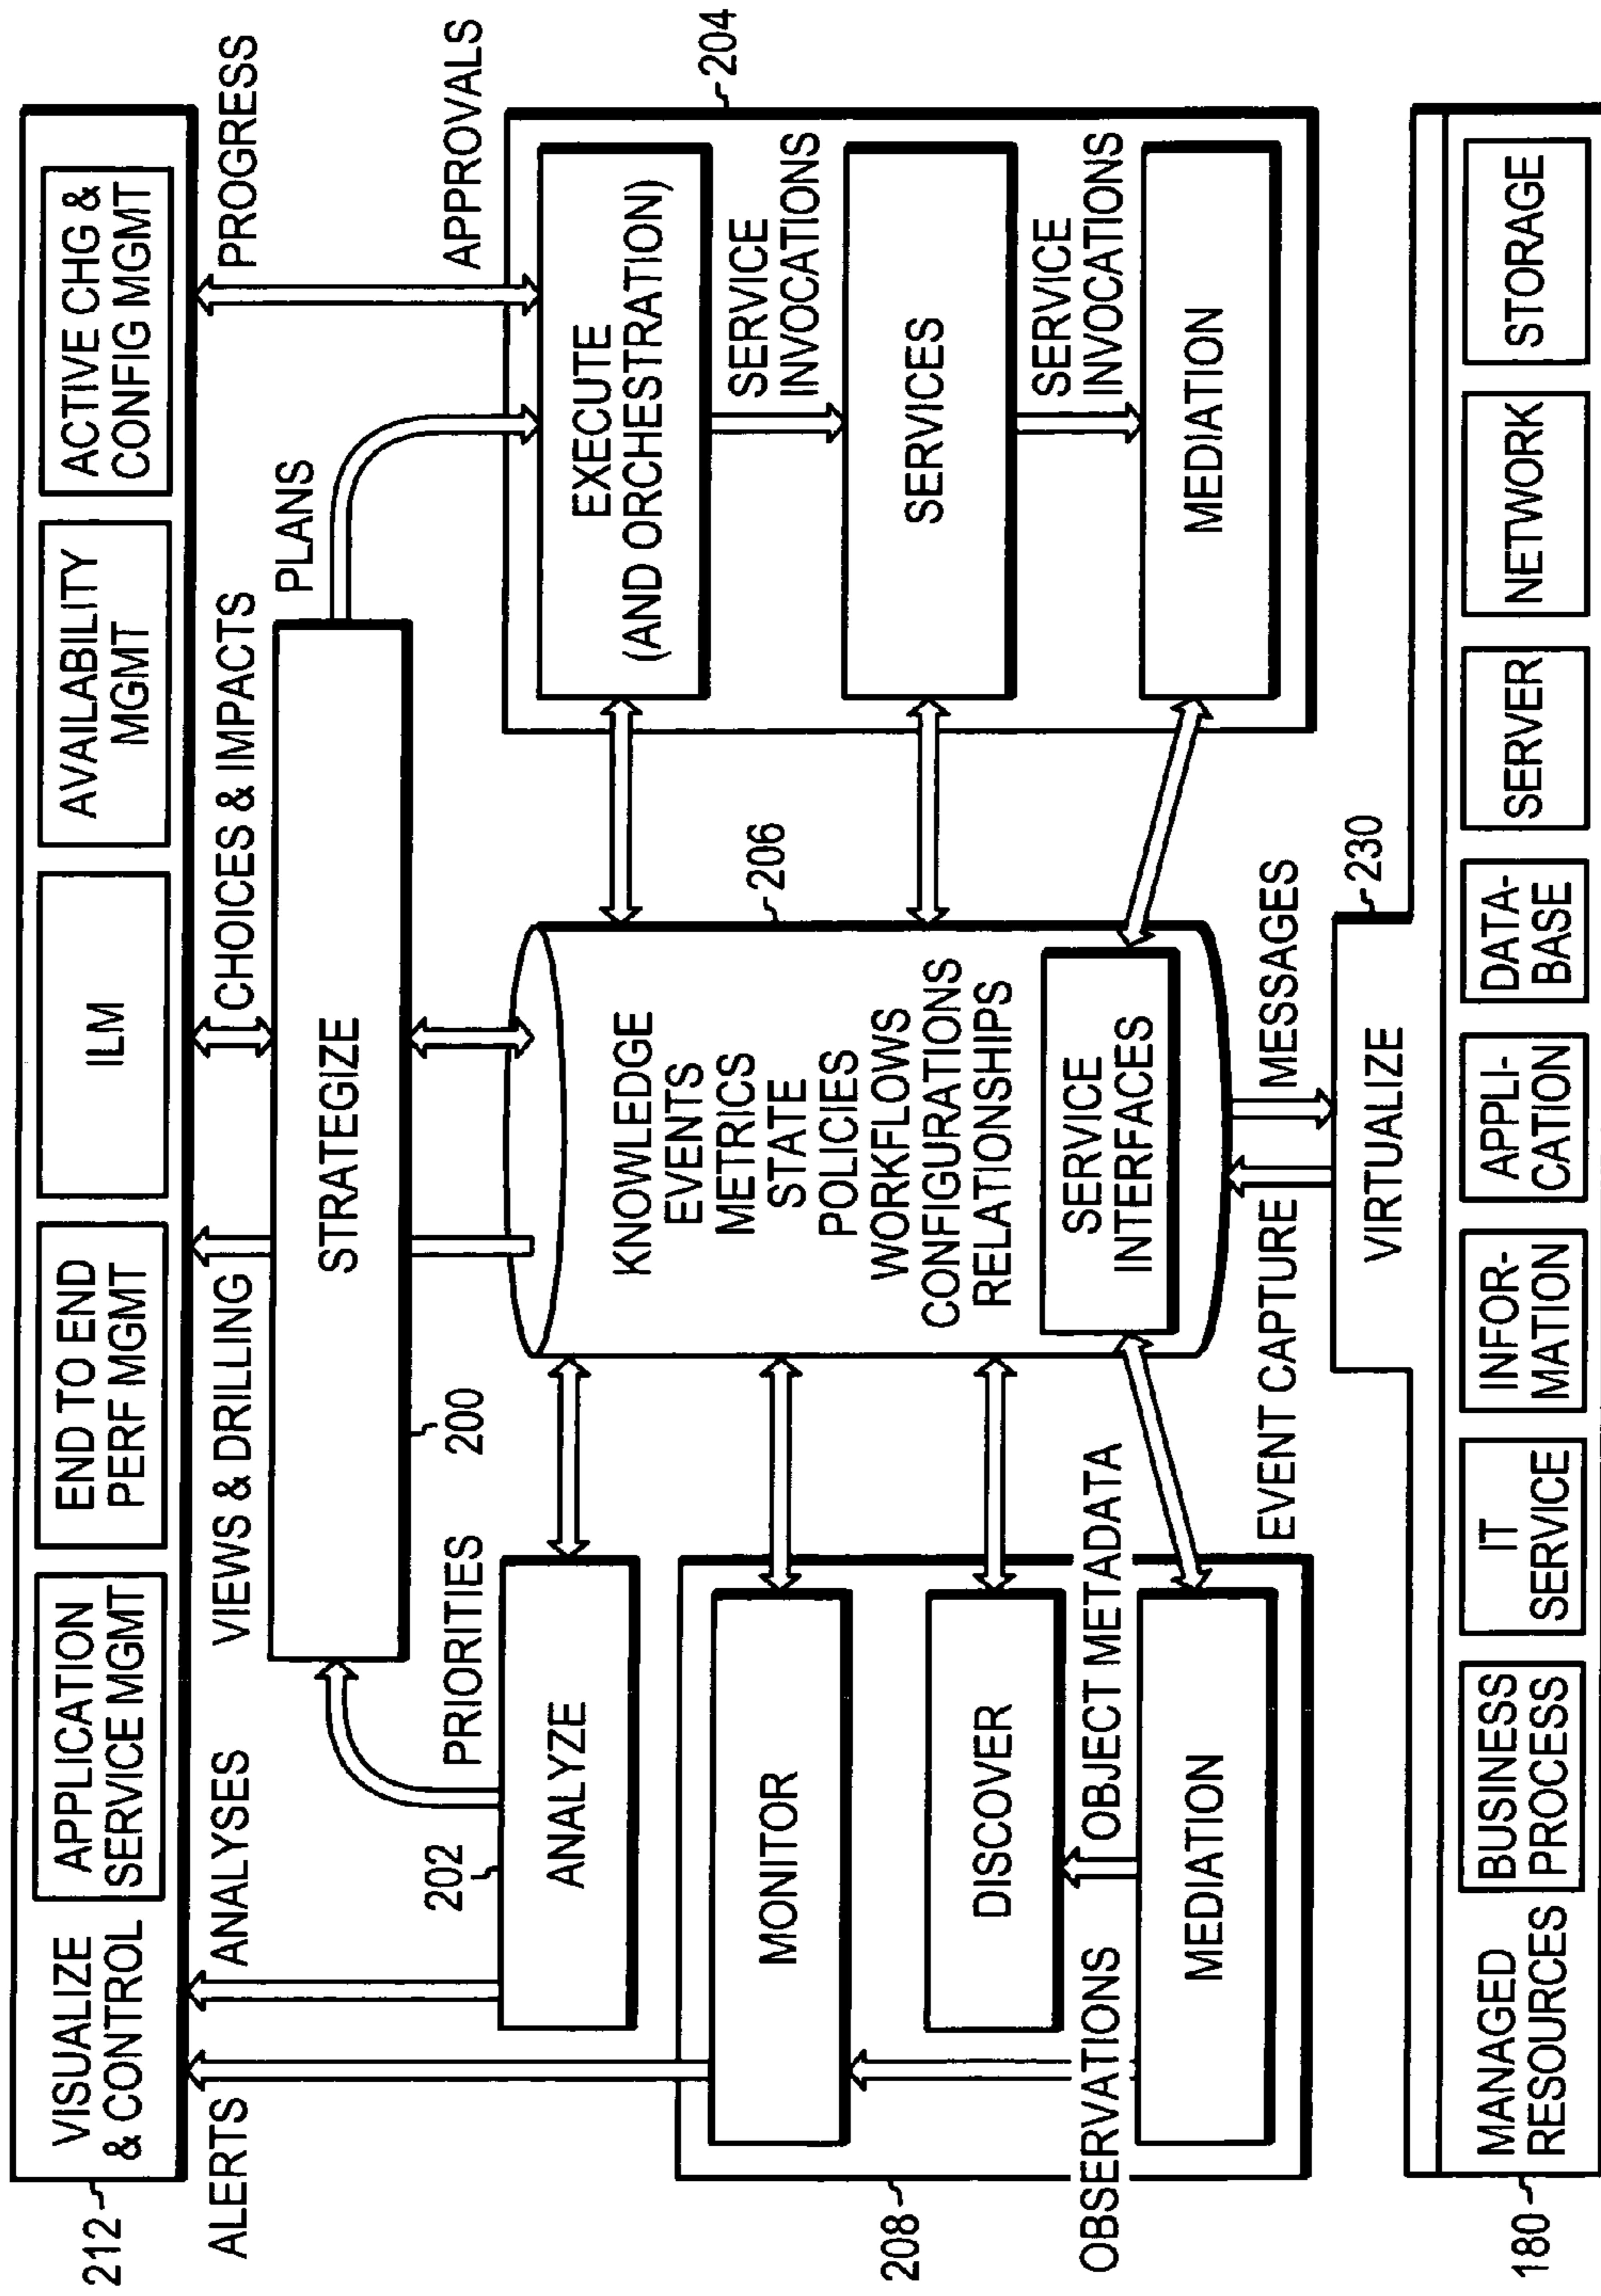 212
VISUALIZE
& CONTROL
APPLICATION
SERVICE MGMT
END TO END
PERF MGMT
ILM
AVAILABILITY
MGMT
ACTIVE CHG &
CONFIG MGMT
ALERTS
ANALYSES
VIEWS & DRILLING
CHOICES & IMPACTS
PROGRESS
STRATEGIZE
PLANS
200
PRIORITIES
APPROVALS
202
ANALYZE
204
EXECUTE
(AND ORCHESTRATION)
SERVICE
INVOCATIONS
SERVICES
SERVICE
INVOCATIONS
MEDIATION
206
KNOWLEDGE
EVENTS
METRICS
STATE
POLICIES
WORKFLOWS
CONFIGURATIONS
RELATIONSHIPS
SERVICE
INTERFACES
208
MONITOR
DISCOVER
OBSERVATIONS
OBJECT METADATA
MEDIATION
EVENT CAPTURE
MESSAGES
230
VIRTUALIZE
180
MANAGED
RESOURCES
BUSINESS
PROCESS
IT
SERVICE
INFOR-
MATION
APPLI-
CATION
DATA-
BASE
SERVER
NETWORK
STORAGE